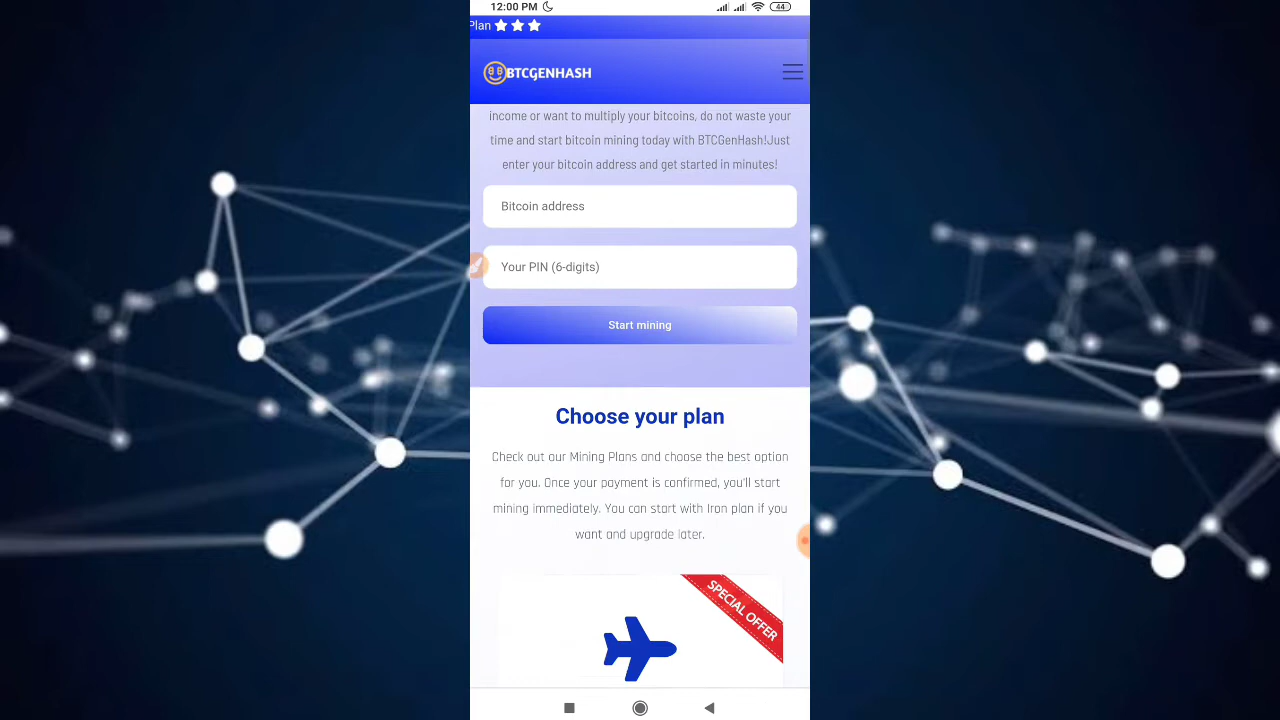 12:00 PM
44
Plan
BTCGENHASH
income or want to multiply your bitcoins, do not waste your
time and start bitcoin mining today with BTCGenHash!Just
enter your bitcoin address and get started in minutes!
Bitcoin address
Your PIN (6-digits)
Start mining
Choose your plan
Check out our Mining Plans and choose the best option
for you. Once your payment is confirmed, you'll start
mining immediately. You can start with Iron plan if you
want and upgrade later.
SPECIAL OFFER